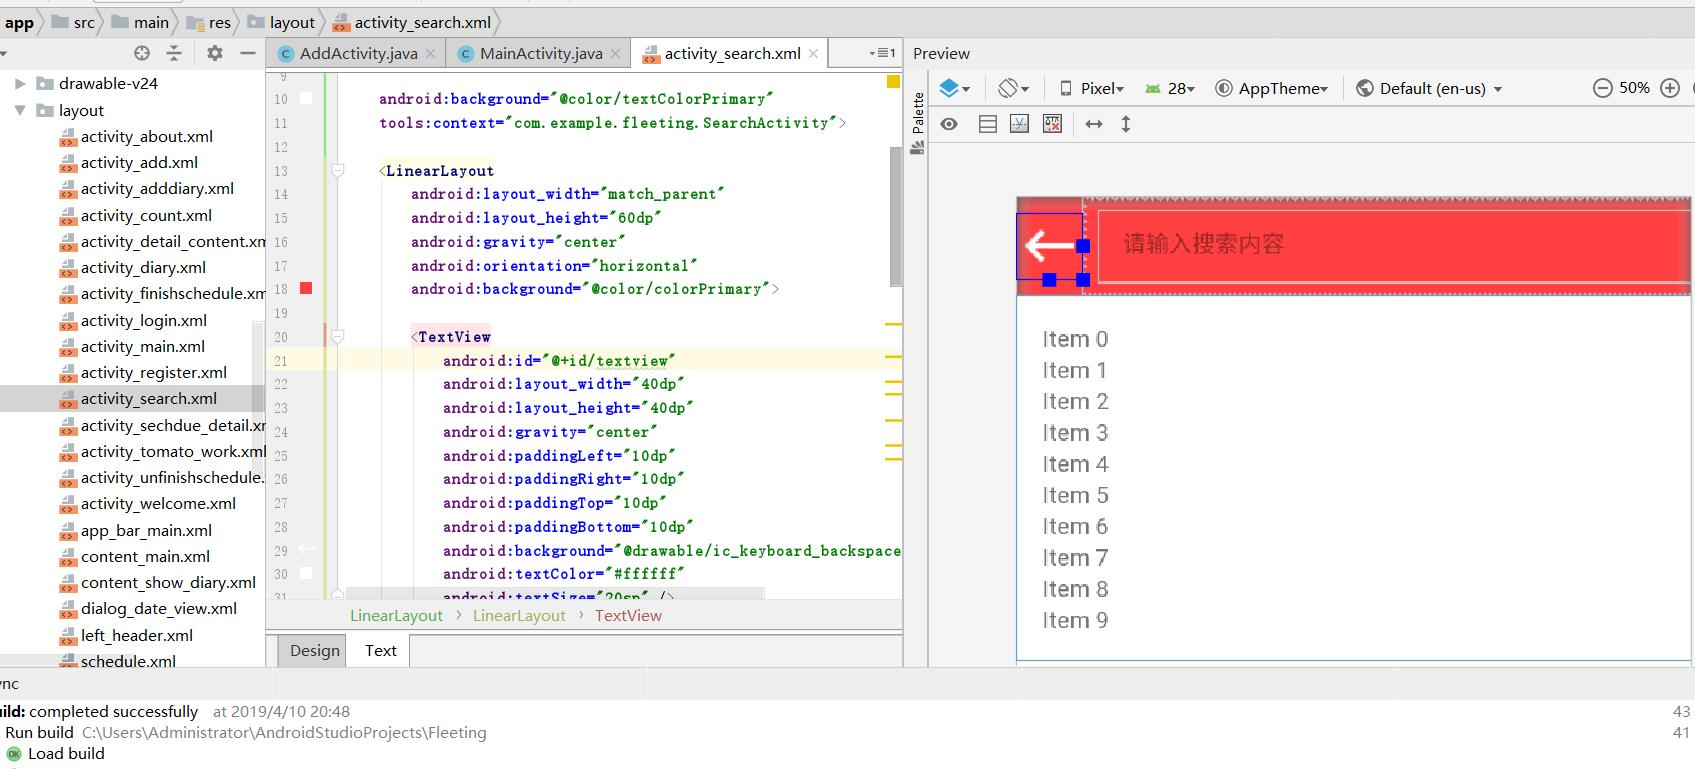 app src main res layout activity_search.xml
AddActivity.java MainActivity.java activity_search.xml 1
Preview
drawable-v24
layout
activity_about.xml
activity_add.xml
activity_adddiary.xml
activity_count.xml
activity_detail_content.xm
activity_diary.xml
activity_finishschedule.xm
activity_login.xml
activity_main.xml
activity_register.xml
activity_search.xml
activity_sechdue_detail.xm
activity_tomato_work.xml
activity_unfinishschedule.
activity_welcome.xml
app_bar_main.xml
content_main.xml
content_show_diary.xml
dialog_date_view.xml
left_header.xml
schedule.xml
9
10 android:background="@color/textColorPrimary"
11 tools:context="com.example.fleeting.SearchActivity">
12
13 <LinearLayout
14 android:layout_width="match_parent"
15 android:layout_height="60dp"
16 android:gravity="center"
17 android:orientation="horizontal"
18 android:background="@color/colorPrimary">
19
20 <TextView
21 android:id="@+id/textview"
22 android:layout_width="40dp"
23 android:layout_height="40dp"
24 android:gravity="center"
25 android:paddingLeft="10dp"
26 android:paddingRight="10dp"
27 android:paddingTop="10dp"
28 android:paddingBottom="10dp"
29 android:background="@drawable/ic_keyboard_backspace
30 android:textColor="#ffffff"
31 android:textSize="20sp" />
LinearLayout LinearLayout TextView
Design Text
Palette
Pixel 28 AppTheme Default (en-us) 50%
请输入搜索内容
Item 0
Item 1
Item 2
Item 3
Item 4
Item 5
Item 6
Item 7
Item 8
Item 9
ync
uild: completed successfully at 2019/4/10 20:48 43
Run build C:\Users\Administrator\AndroidStudioProjects\Fleeting 41
OK Load build